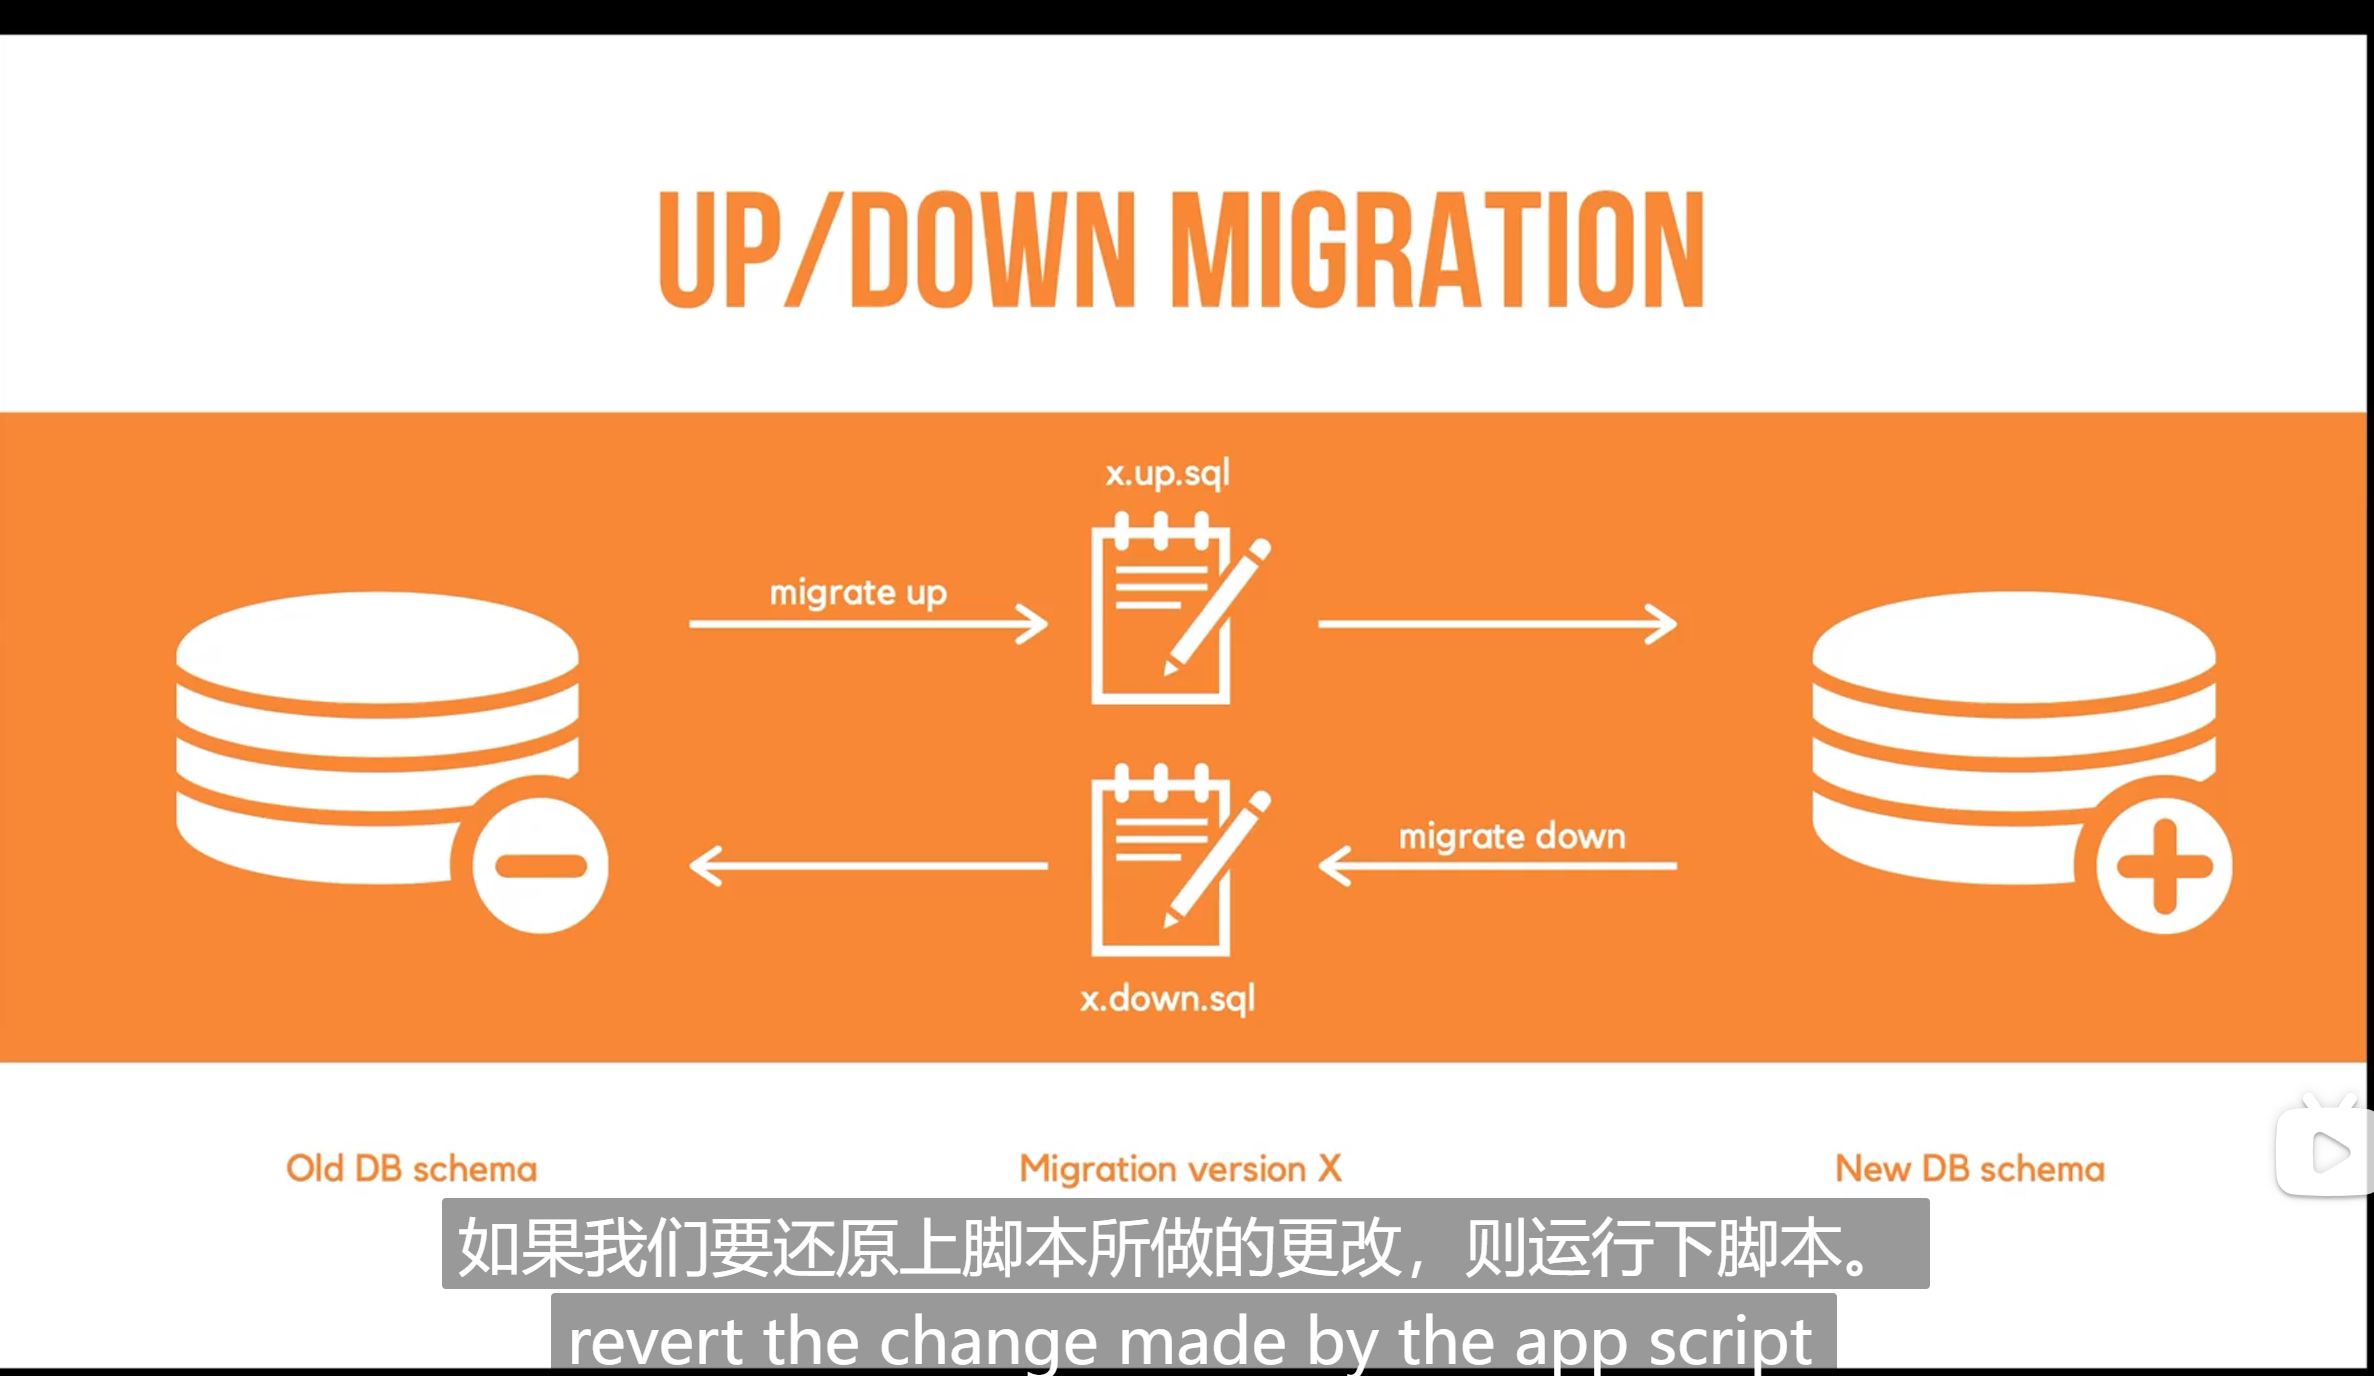 UP/DOWN MIGRATION
x.up.sql
migrate up
migrate down
x.down.sql
Old DB schema
Migration version X
New DB schema
如果我们要还原上脚本所做的更改，则运行下脚本。
revert the change made by the app script